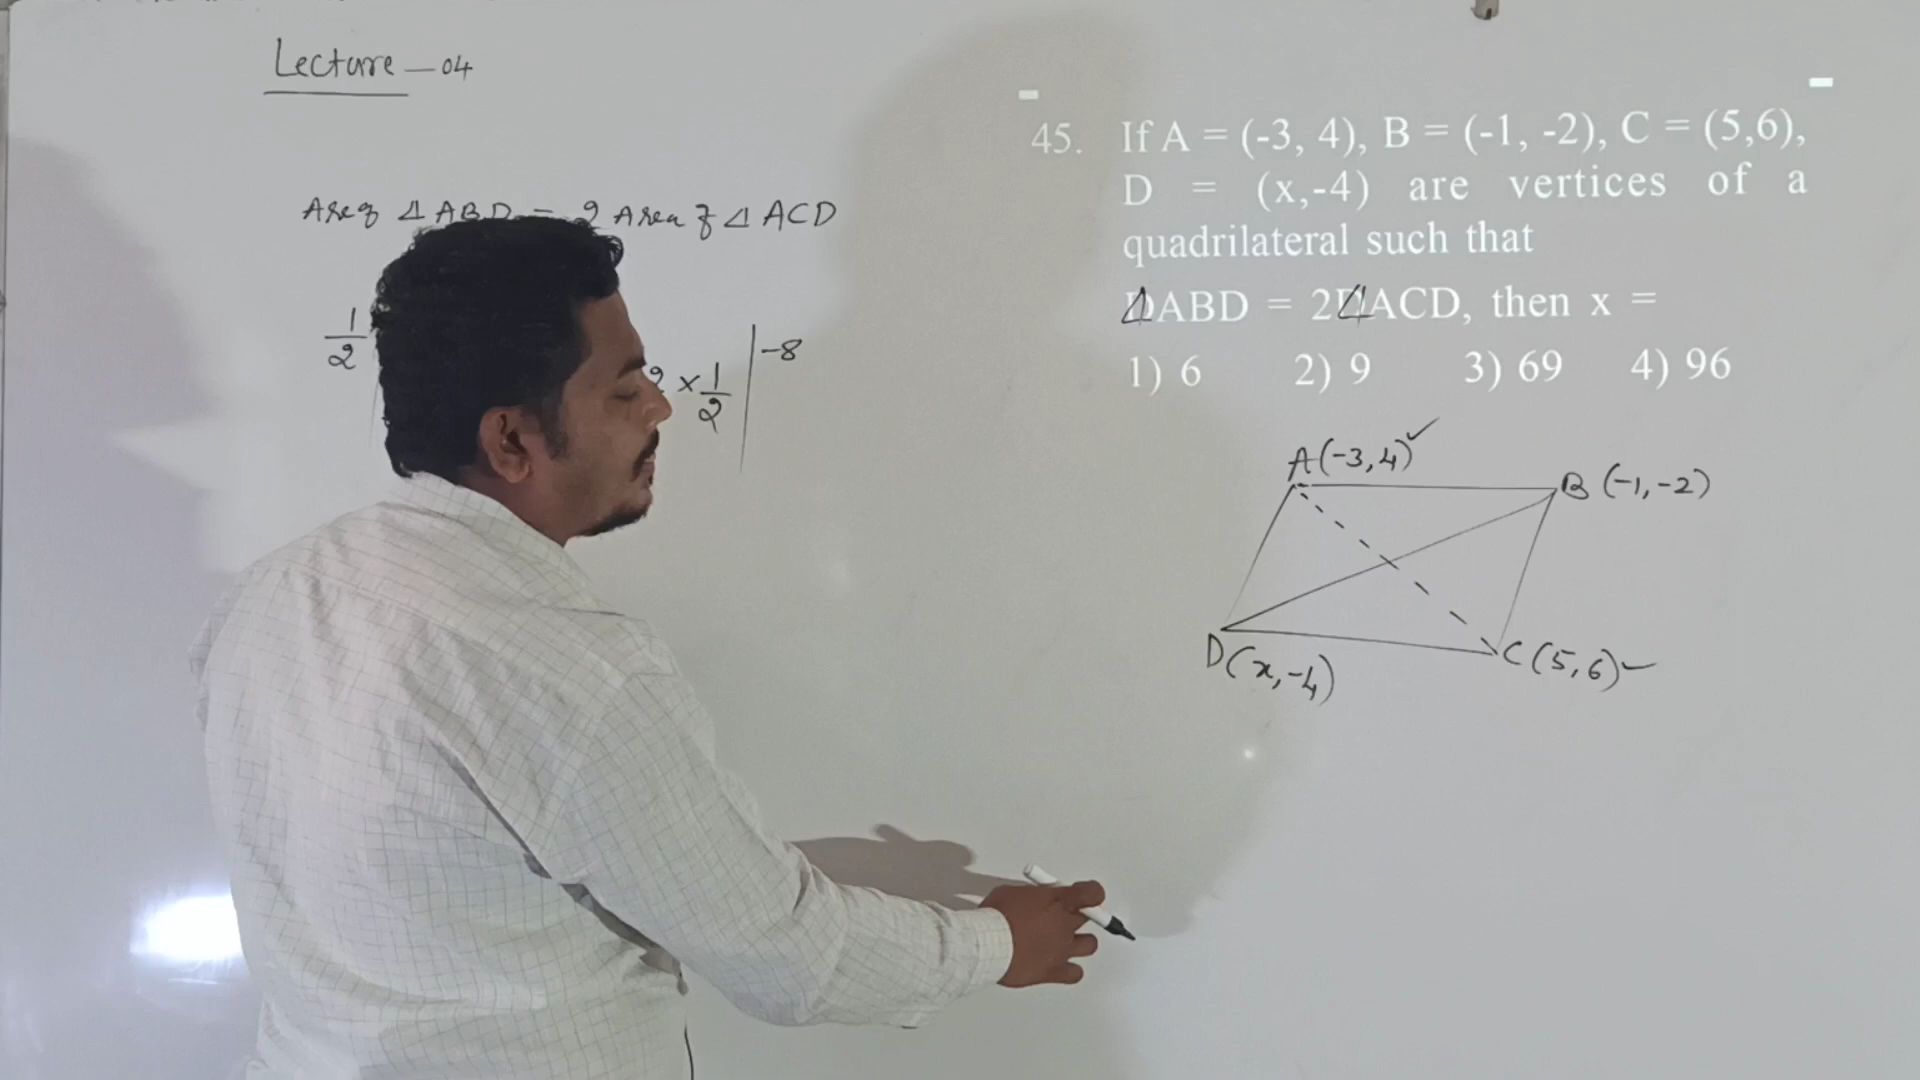 Lecture - 04
Are of ⊿ ABD = 2 Area of ⊿ ACD
1
2
2 × 1
2
-8
45. If A = (-3, 4), B = (-1, -2), C = (5,6),
D = (x,-4) are vertices of a
quadrilateral such that
⊿ABD = 2⊿ACD, then x =
1) 6 2) 9 3) 69 4) 96
A(-3,4)✓
B (-1,-2)
D(x,-4)
C(5,6)✓